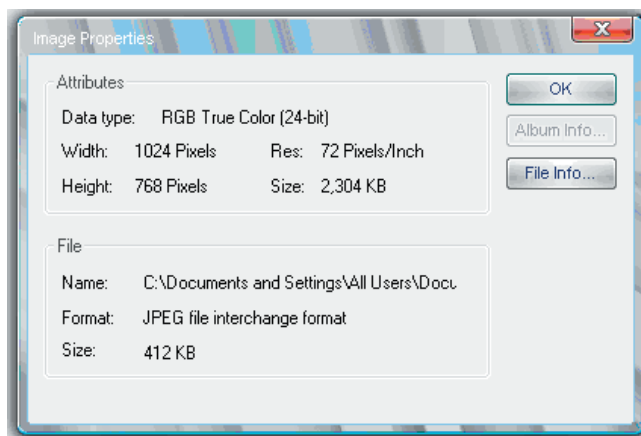 Image Properties
Attributes
OK
Data type: RGB True Color (24-bit)
Album Info...
Width: 1024 Pixels Res: 72 Pixels/Inch
File Info...
Height: 768 Pixels Size: 2,304 KB
File
Name: C:\Documents and Settings\All Users\Docu
Format: JPEG file interchange format
Size: 412 KB